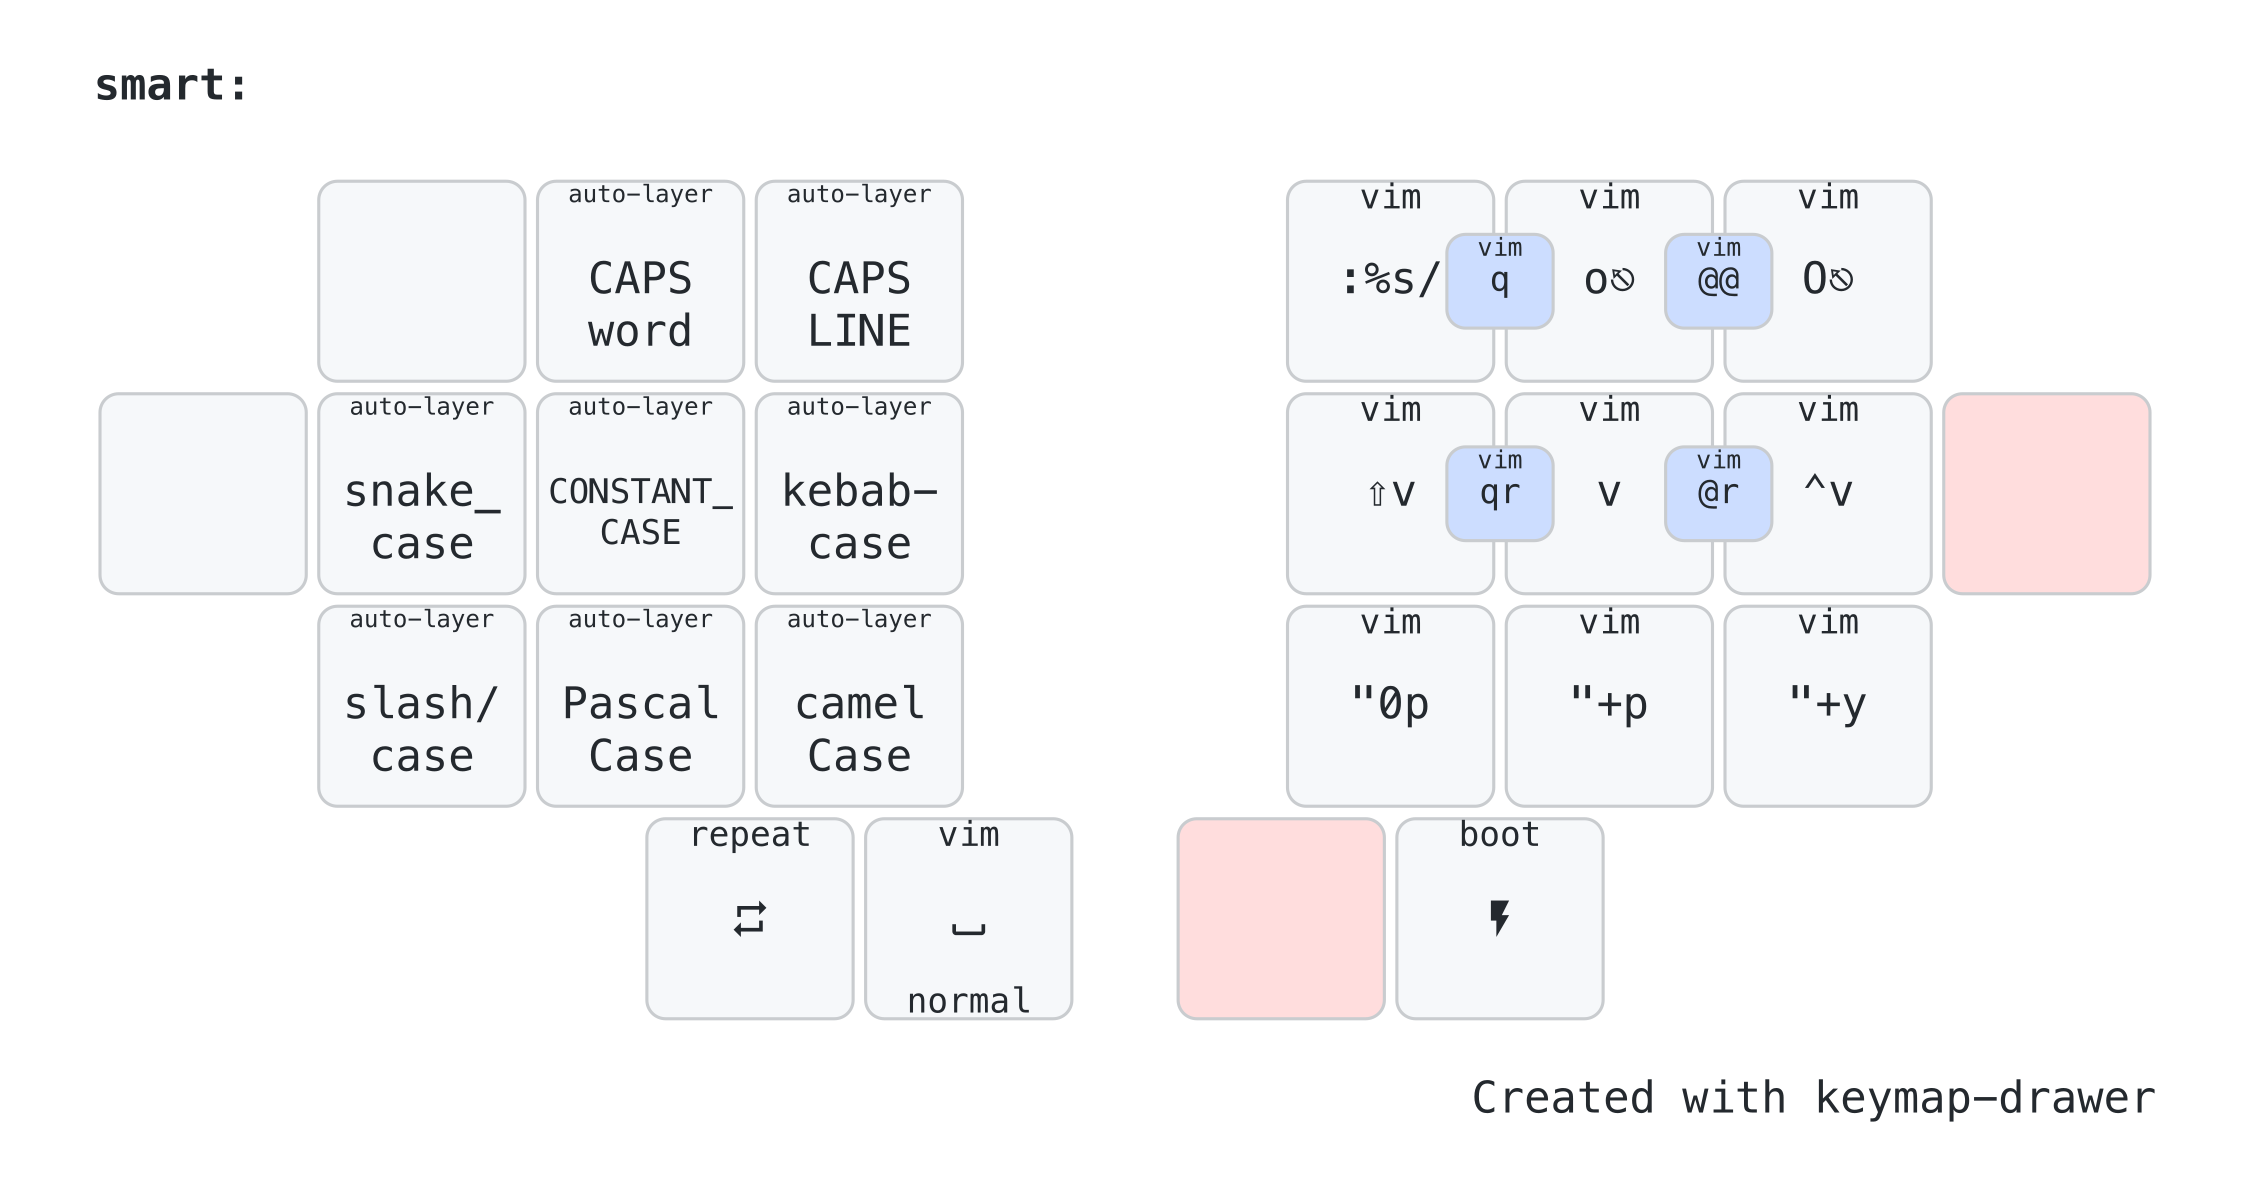 smart:
auto-layer auto-layer vim vim vim
CAPS CAPS :%s/ vim q o⎋ vim @@ O⎋
word LINE
auto-layer auto-layer auto-layer vim vim vim
snake_ CONSTANT_ kebab- ⇧v vim qr v vim @r ^v
case CASE case
auto-layer auto-layer auto-layer vim vim vim
slash/ Pascal camel "0p "+p "+y
case Case Case
repeat vim boot
normal
Created with keymap-drawer